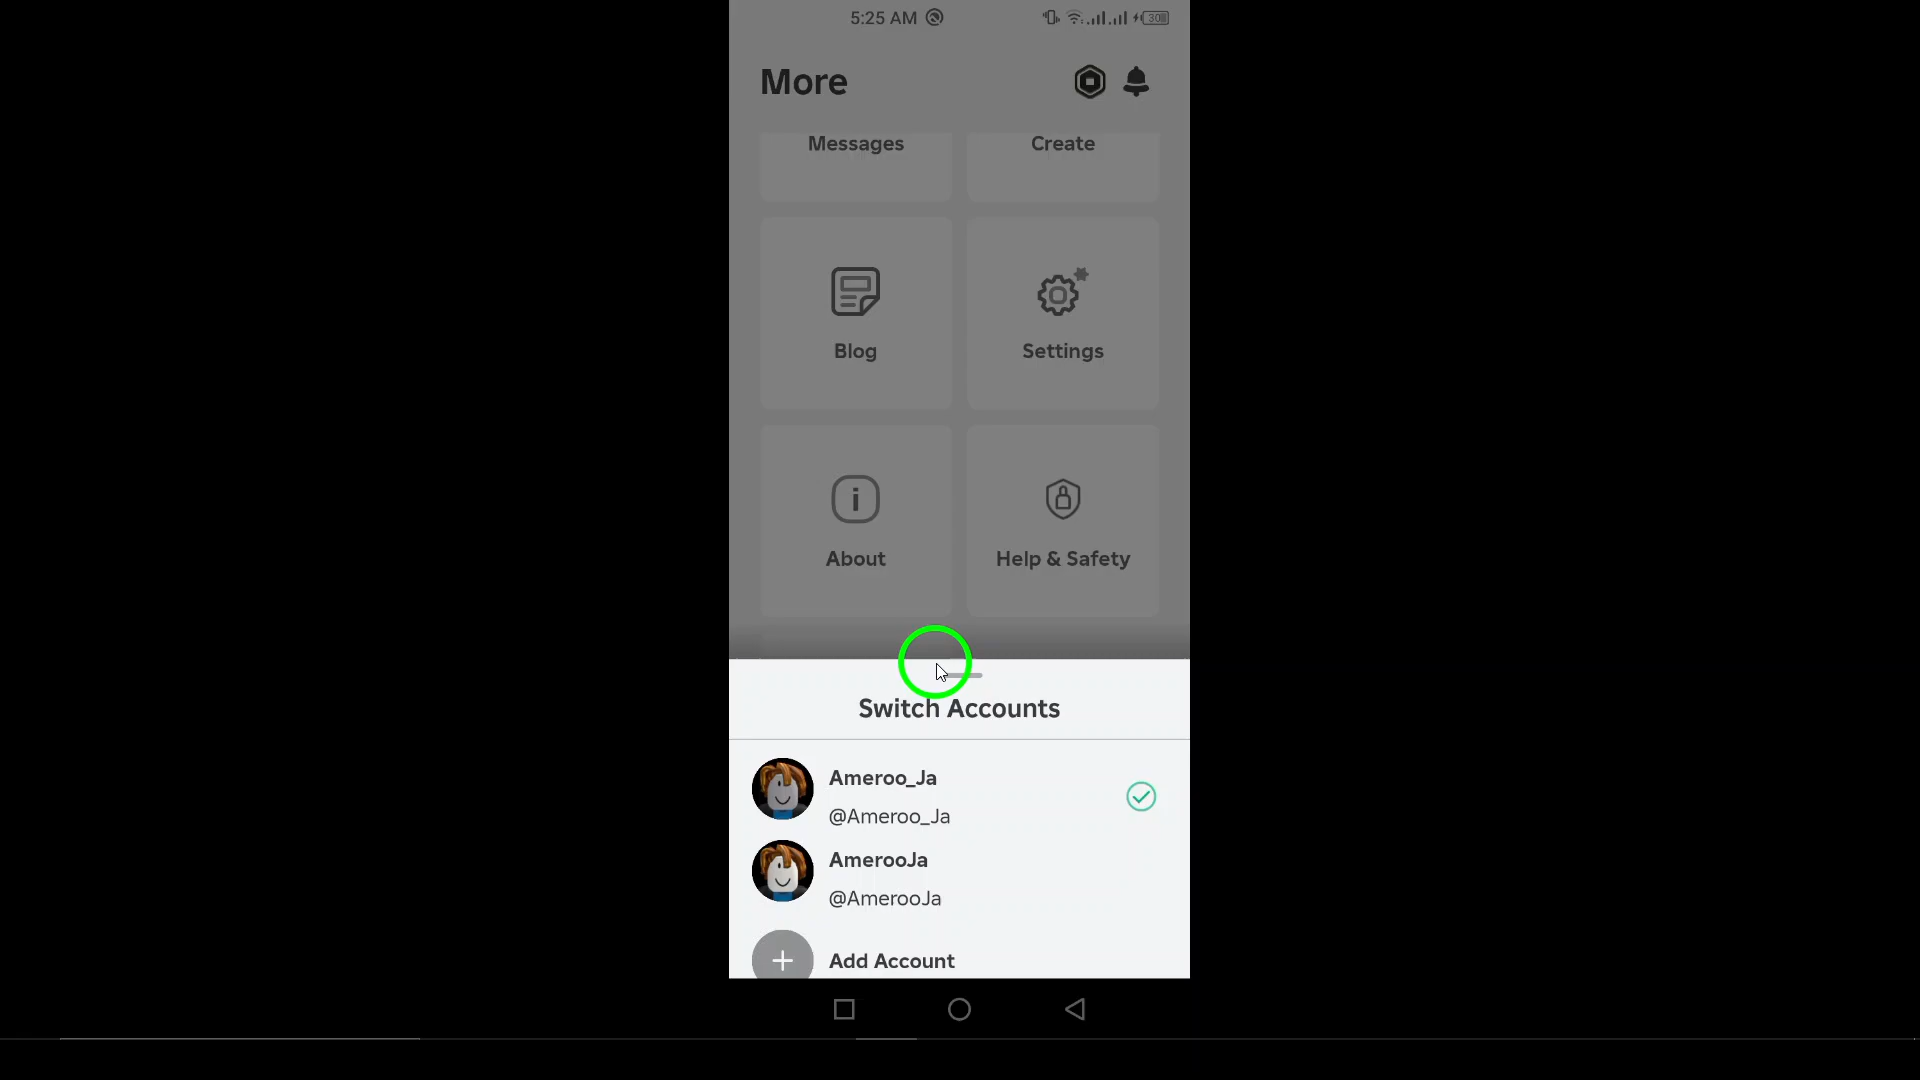 5:25 AM
30
More
Messages
Create
Blog
Settings
About
Help & Safety
Switch Accounts
Ameroo_Ja
@Ameroo_Ja
AmerooJa
@AmerooJa
Add Account